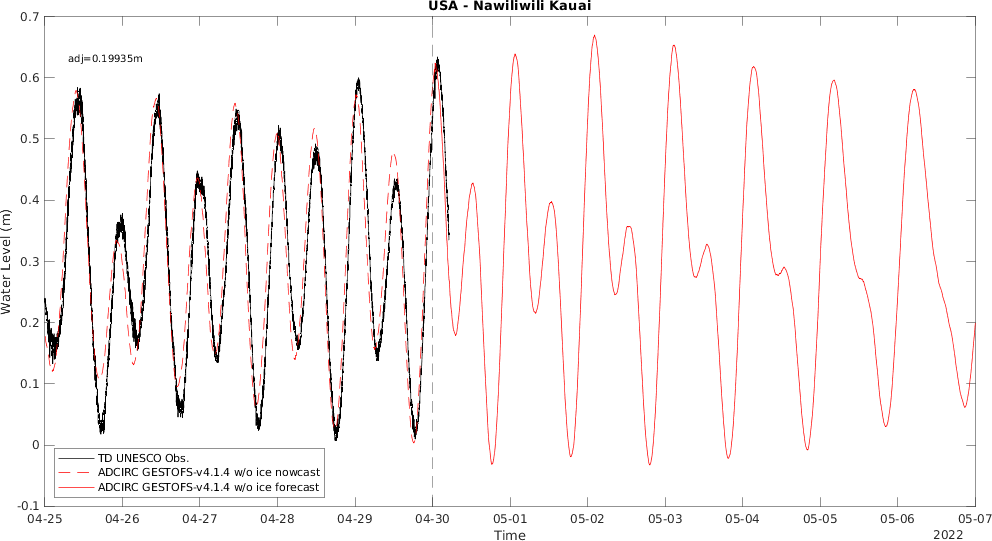 USA - Nawiliwili Kauai
adj=0.19935m
Water Level (m)
0.7
0.6
0.5
0.4
0.3
0.2
0.1
0
-0.1
TD UNESCO Obs.
ADCIRC GESTOFS-v4.1.4 w/o ice nowcast
ADCIRC GESTOFS-v4.1.4 w/o ice forecast
04-25 04-26 04-27 04-28 04-29 04-30 05-01 05-02 05-03 05-04 05-05 05-06 05-07
Time
2022